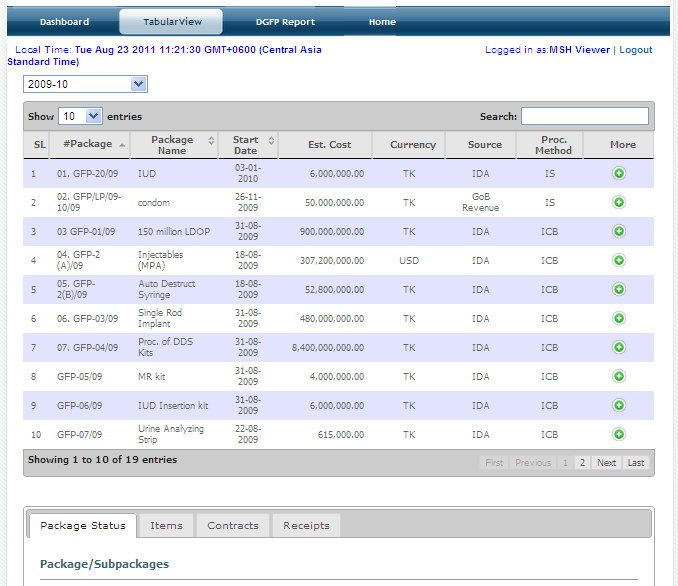 Dashboard TabularView DGFP Report Home
Local Time: Tue Aug 23 2011 11:21:30 GMT+0600 (Central Asia Standard Time) Logged in as:MSH Viewer | Logout
2009-10
Show 10 entries Search:
SL #Package Package Name Start Date Est. Cost Currency Source Proc. Method More
1 01. GFP-20/09 IUD 03-01-2010 6,000,000.00 TK IDA IS
2 02. GFP/LP/09-10/09 condom 26-11-2009 50,000,000.00 TK GoB Revenue IS
3 03 GFP-01/09 150 million LDOP 31-08-2009 900,000,000.00 TK IDA ICB
4 04. GFP-2 (A)/09 Injectables (MPA) 18-08-2009 307,200,000.00 USD IDA ICB
5 05. GFP-2(B)/09 Auto Destruct Syringe 18-08-2009 52,800,000.00 TK IDA ICB
6 06. GFP-03/09 Single Rod Implant 31-08-2009 480,000,000.00 TK IDA ICB
7 07. GFP-04/09 Proc. of DDS Kits 31-08-2009 8,400,000,000.00 TK IDA ICB
8 GFP-05/09 MR kit 31-08-2009 4,000,000.00 TK IDA ICB
9 GFP-06/09 IUD Insertion kit 31-08-2009 6,000,000.00 TK IDA ICB
10 GFP-07/09 Urine Analyzing Strip 22-08-2009 615,000.00 TK IDA ICB
Showing 1 to 10 of 19 entries First Previous 1 2 Next Last
Package Status Items Contracts Receipts
Package/Subpackages